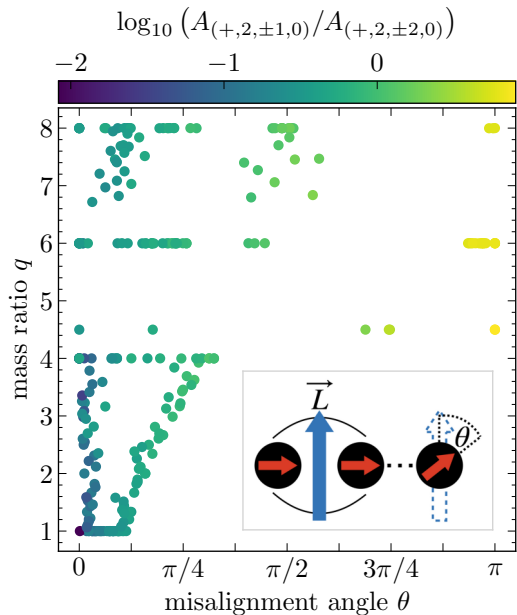 log₁₀ (A₍₊,₂,±₁,₀₎/A₍₊,₂,±₂,₀₎)
−2 −1 0
mass ratio q
8
7
6
5
4
3
2
1
L
θ
0 π/4 π/2 3π/4 π
misalignment angle θ